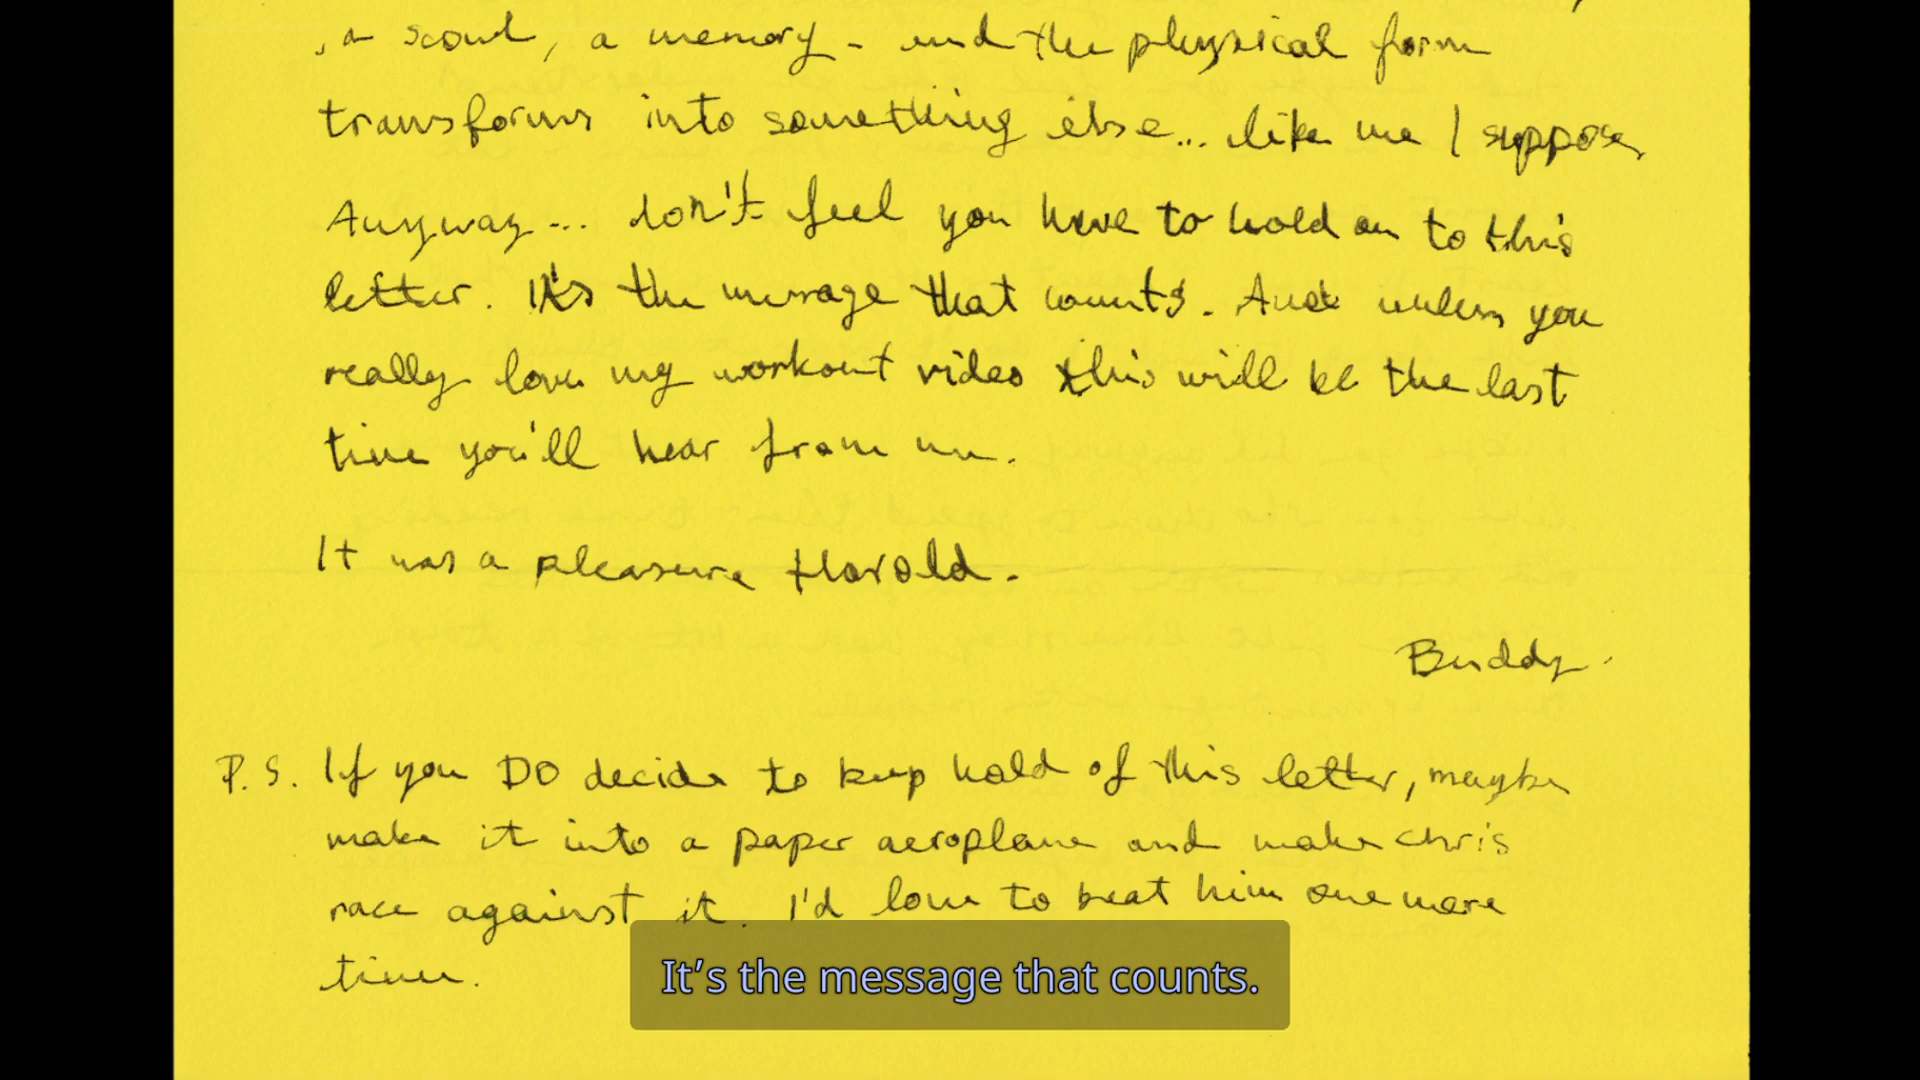 , a sound, a memory - and the physical form
transforms into something else... like me I suppose,
Anyway... don't feel you have to hold on to this
letter. It's the message that counts. And unless you
really love my workout video this will be the last
time you'll hear from me.
It was a pleasure Harold.
Buddy.
P.S. If you DO decide to keep hold of this letter, maybe
make it into a paper aeroplane and make Chris
race against it. I'd love to beat him one more
time.
It's the message that counts.